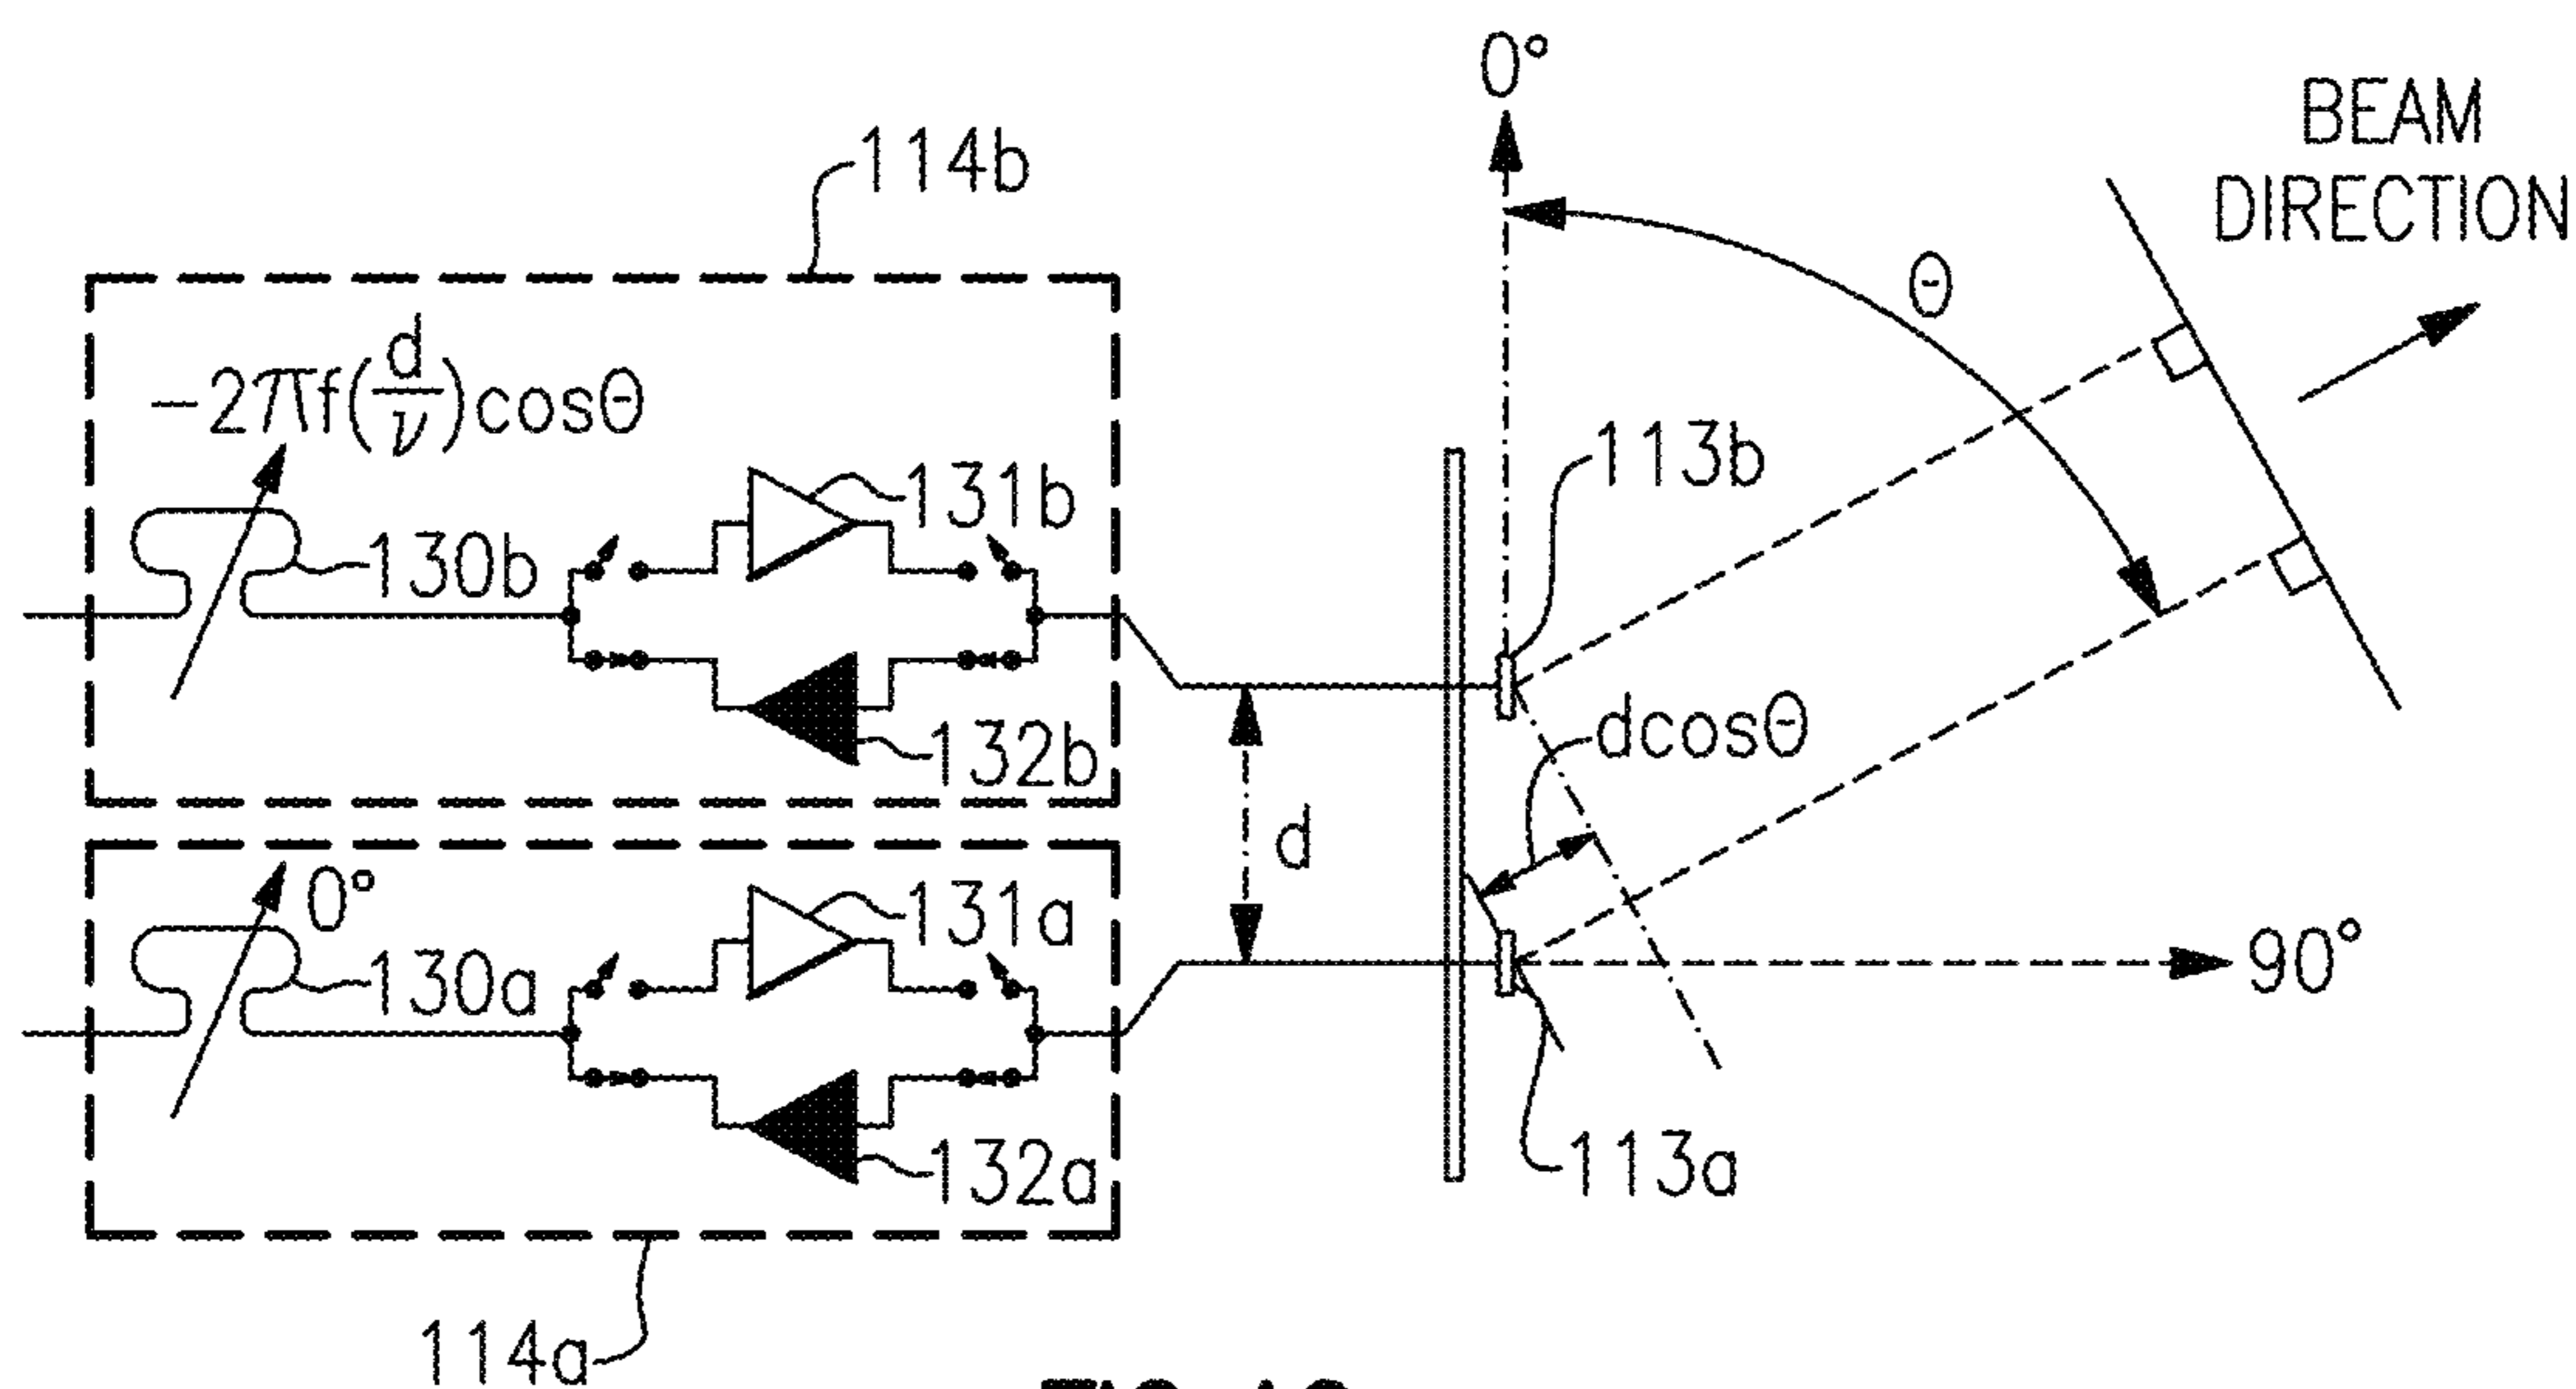 0°
BEAM
DIRECTION
114b
θ
-2πf(d/ν)cosθ
113b
131b
130b
dcosθ
132b
d
0°
131a
130a
90°
113a
132a
114a